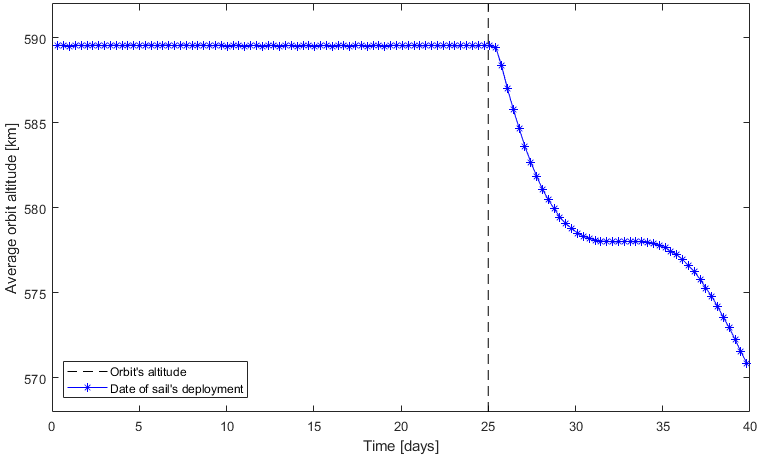 590
585
580
575
570
Average orbit altitude [km]
Orbit's altitude
Date of sail's deployment
0 5 10 15 20 25 30 35 40
Time [days]